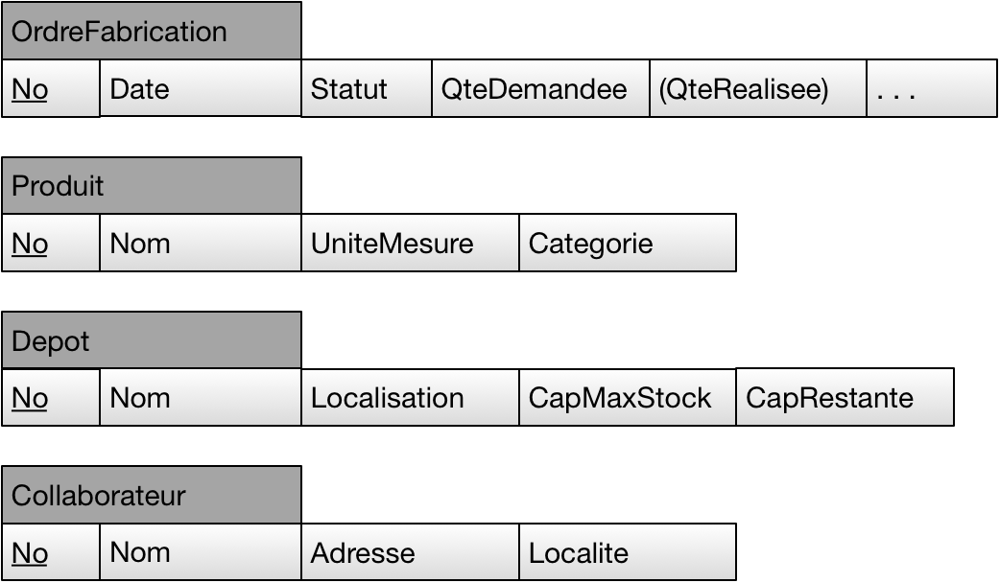 OrdreFabrication
No Date Statut QteDemandee (QteRealisee) . . .
Produit
No Nom UniteMesure Categorie
Depot
No Nom Localisation CapMaxStock CapRestante
Collaborateur
No Nom Adresse Localite